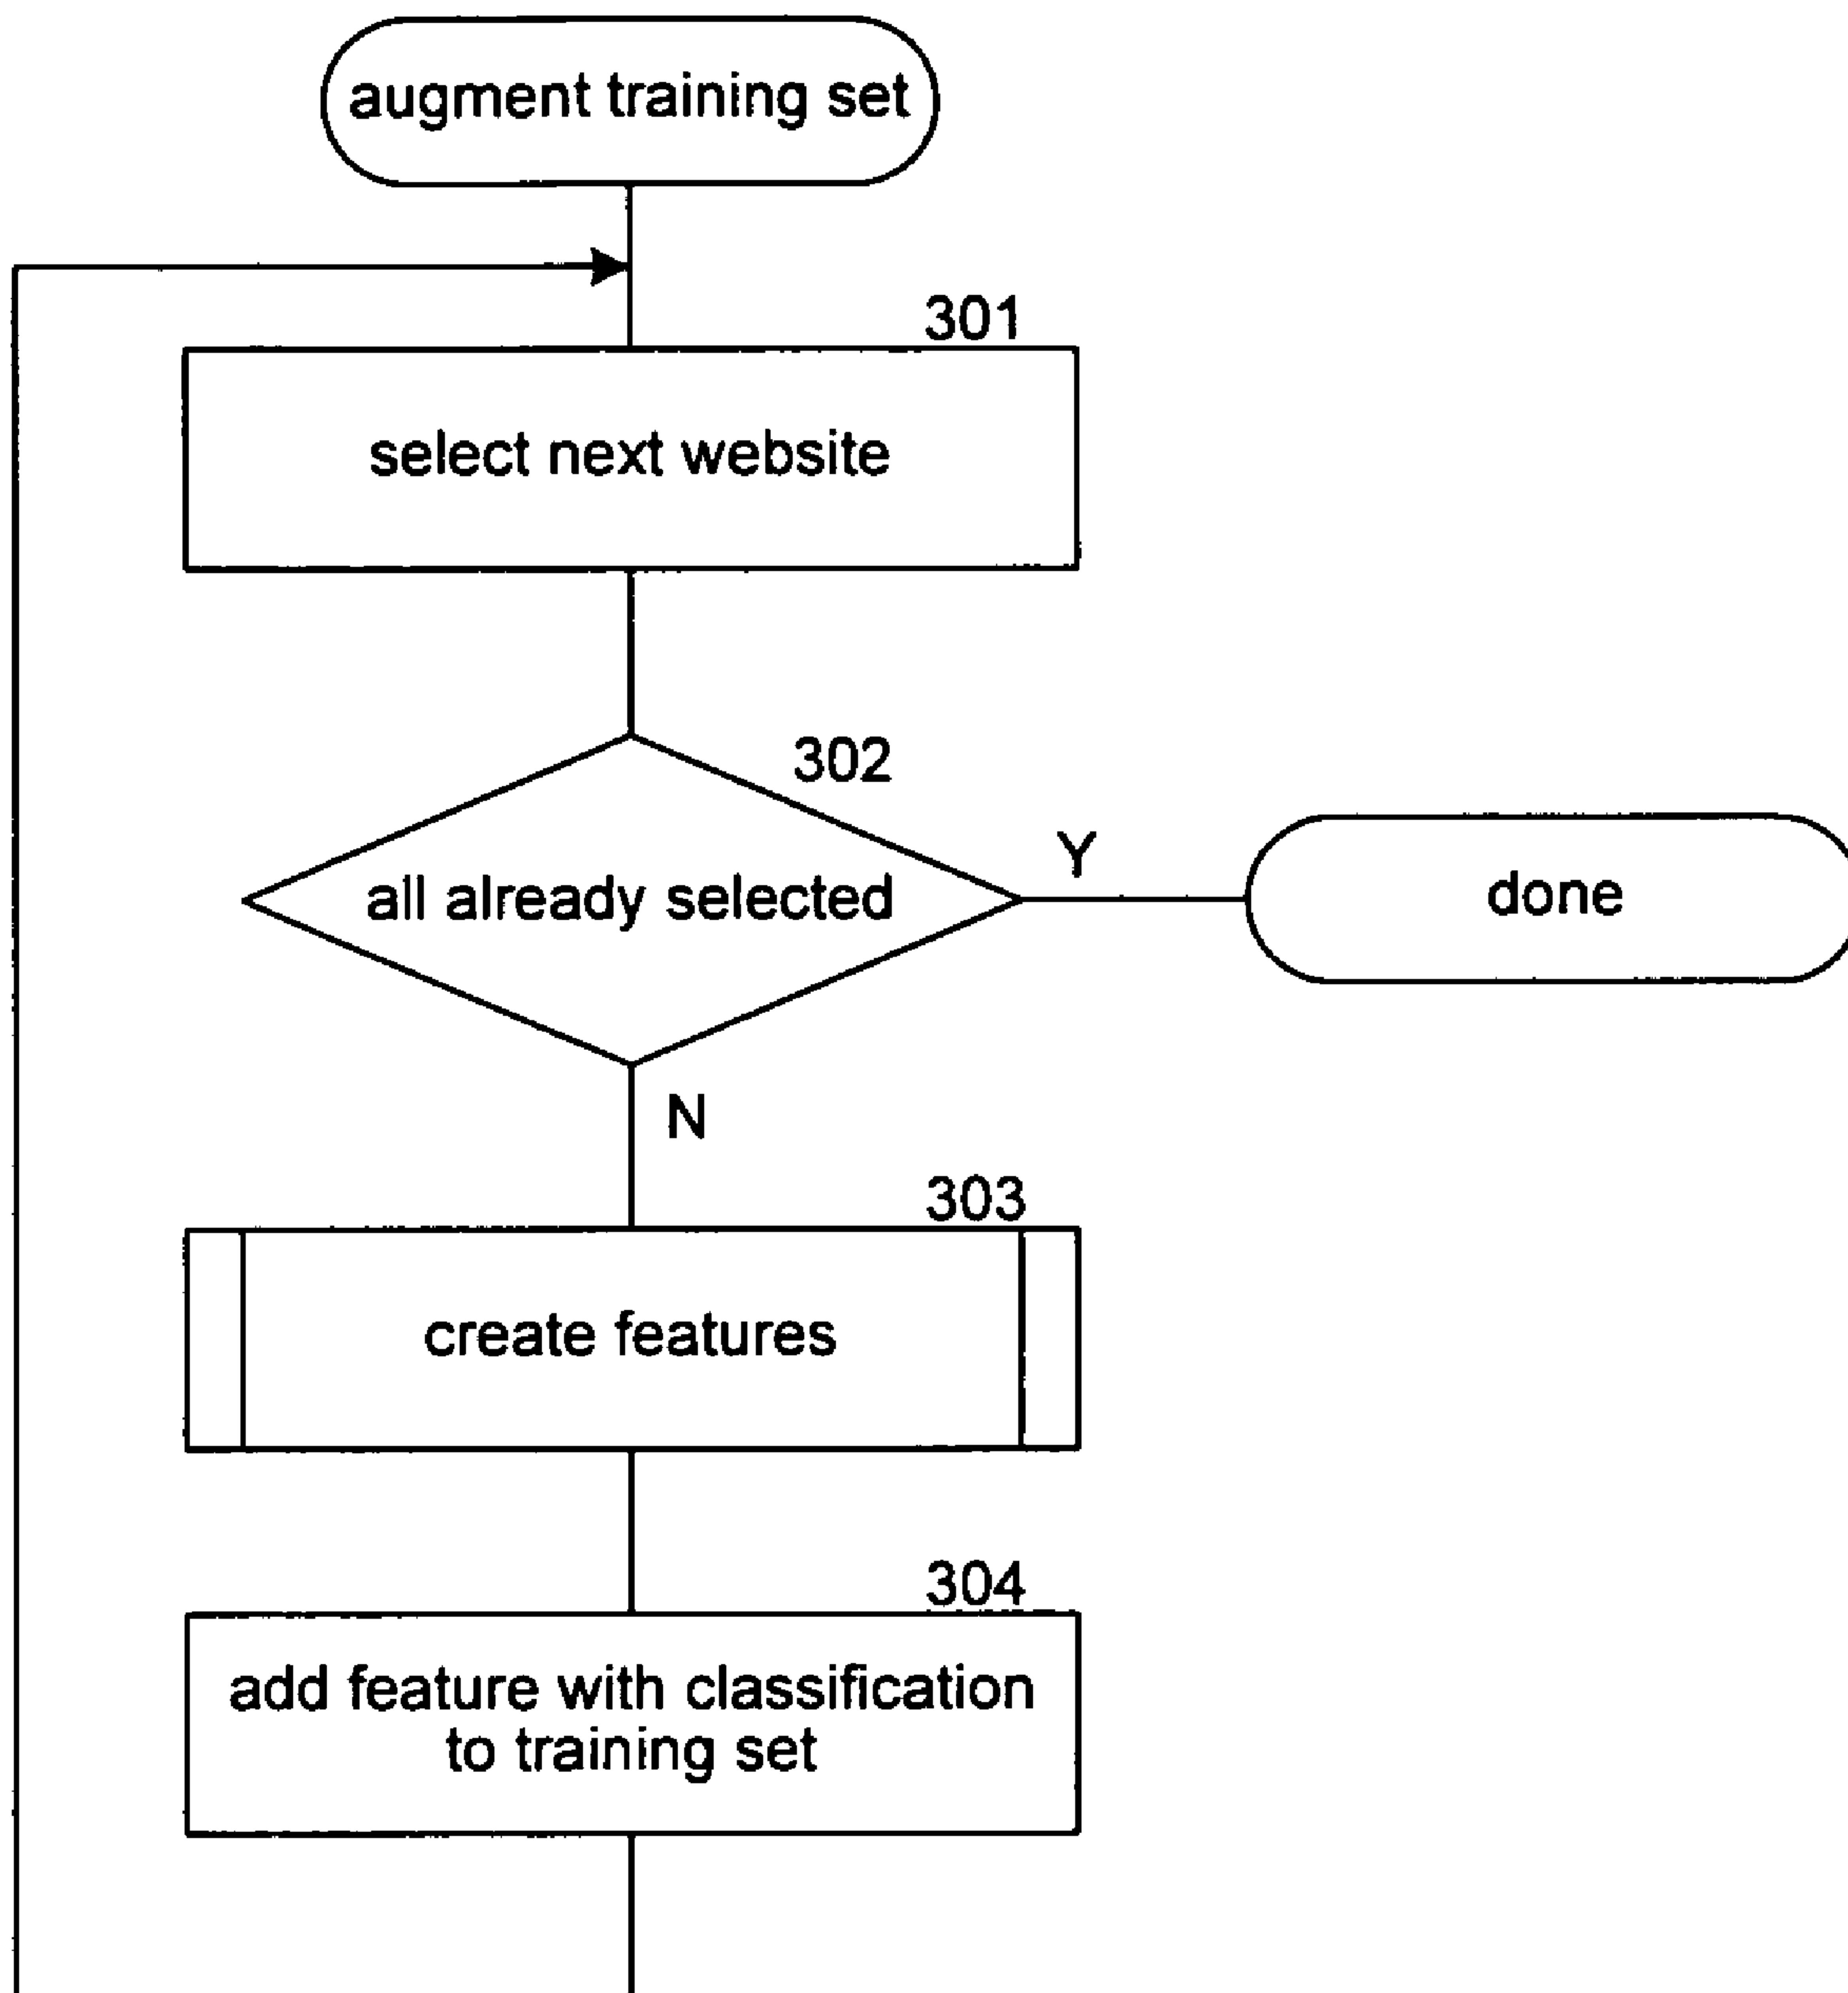 augment training set
301
select next website
302
all already selected
Y
done
N
303
create features
304
add feature with classification
to training set